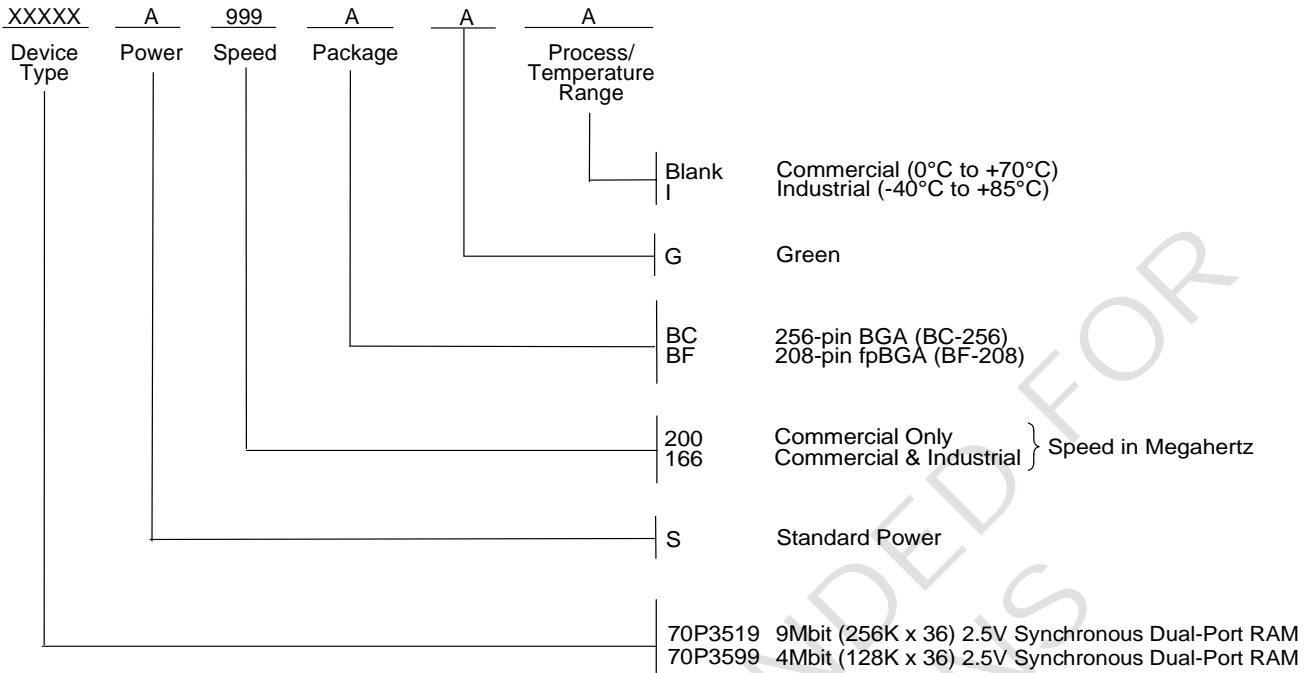 XXXXX A 999 A A A
Device Type Power Speed Package Process/ Temperature Range
Blank Commercial (0°C to +70°C)
I Industrial (-40°C to +85°C)
G Green
BC 256-pin BGA (BC-256)
BF 208-pin fpBGA (BF-208)
200 Commercial Only
166 Commercial & Industrial
Speed in Megahertz
S Standard Power
70P3519 9Mbit (256K x 36) 2.5V Synchronous Dual-Port RAM
70P3599 4Mbit (128K x 36) 2.5V Synchronous Dual-Port RAM
FOR